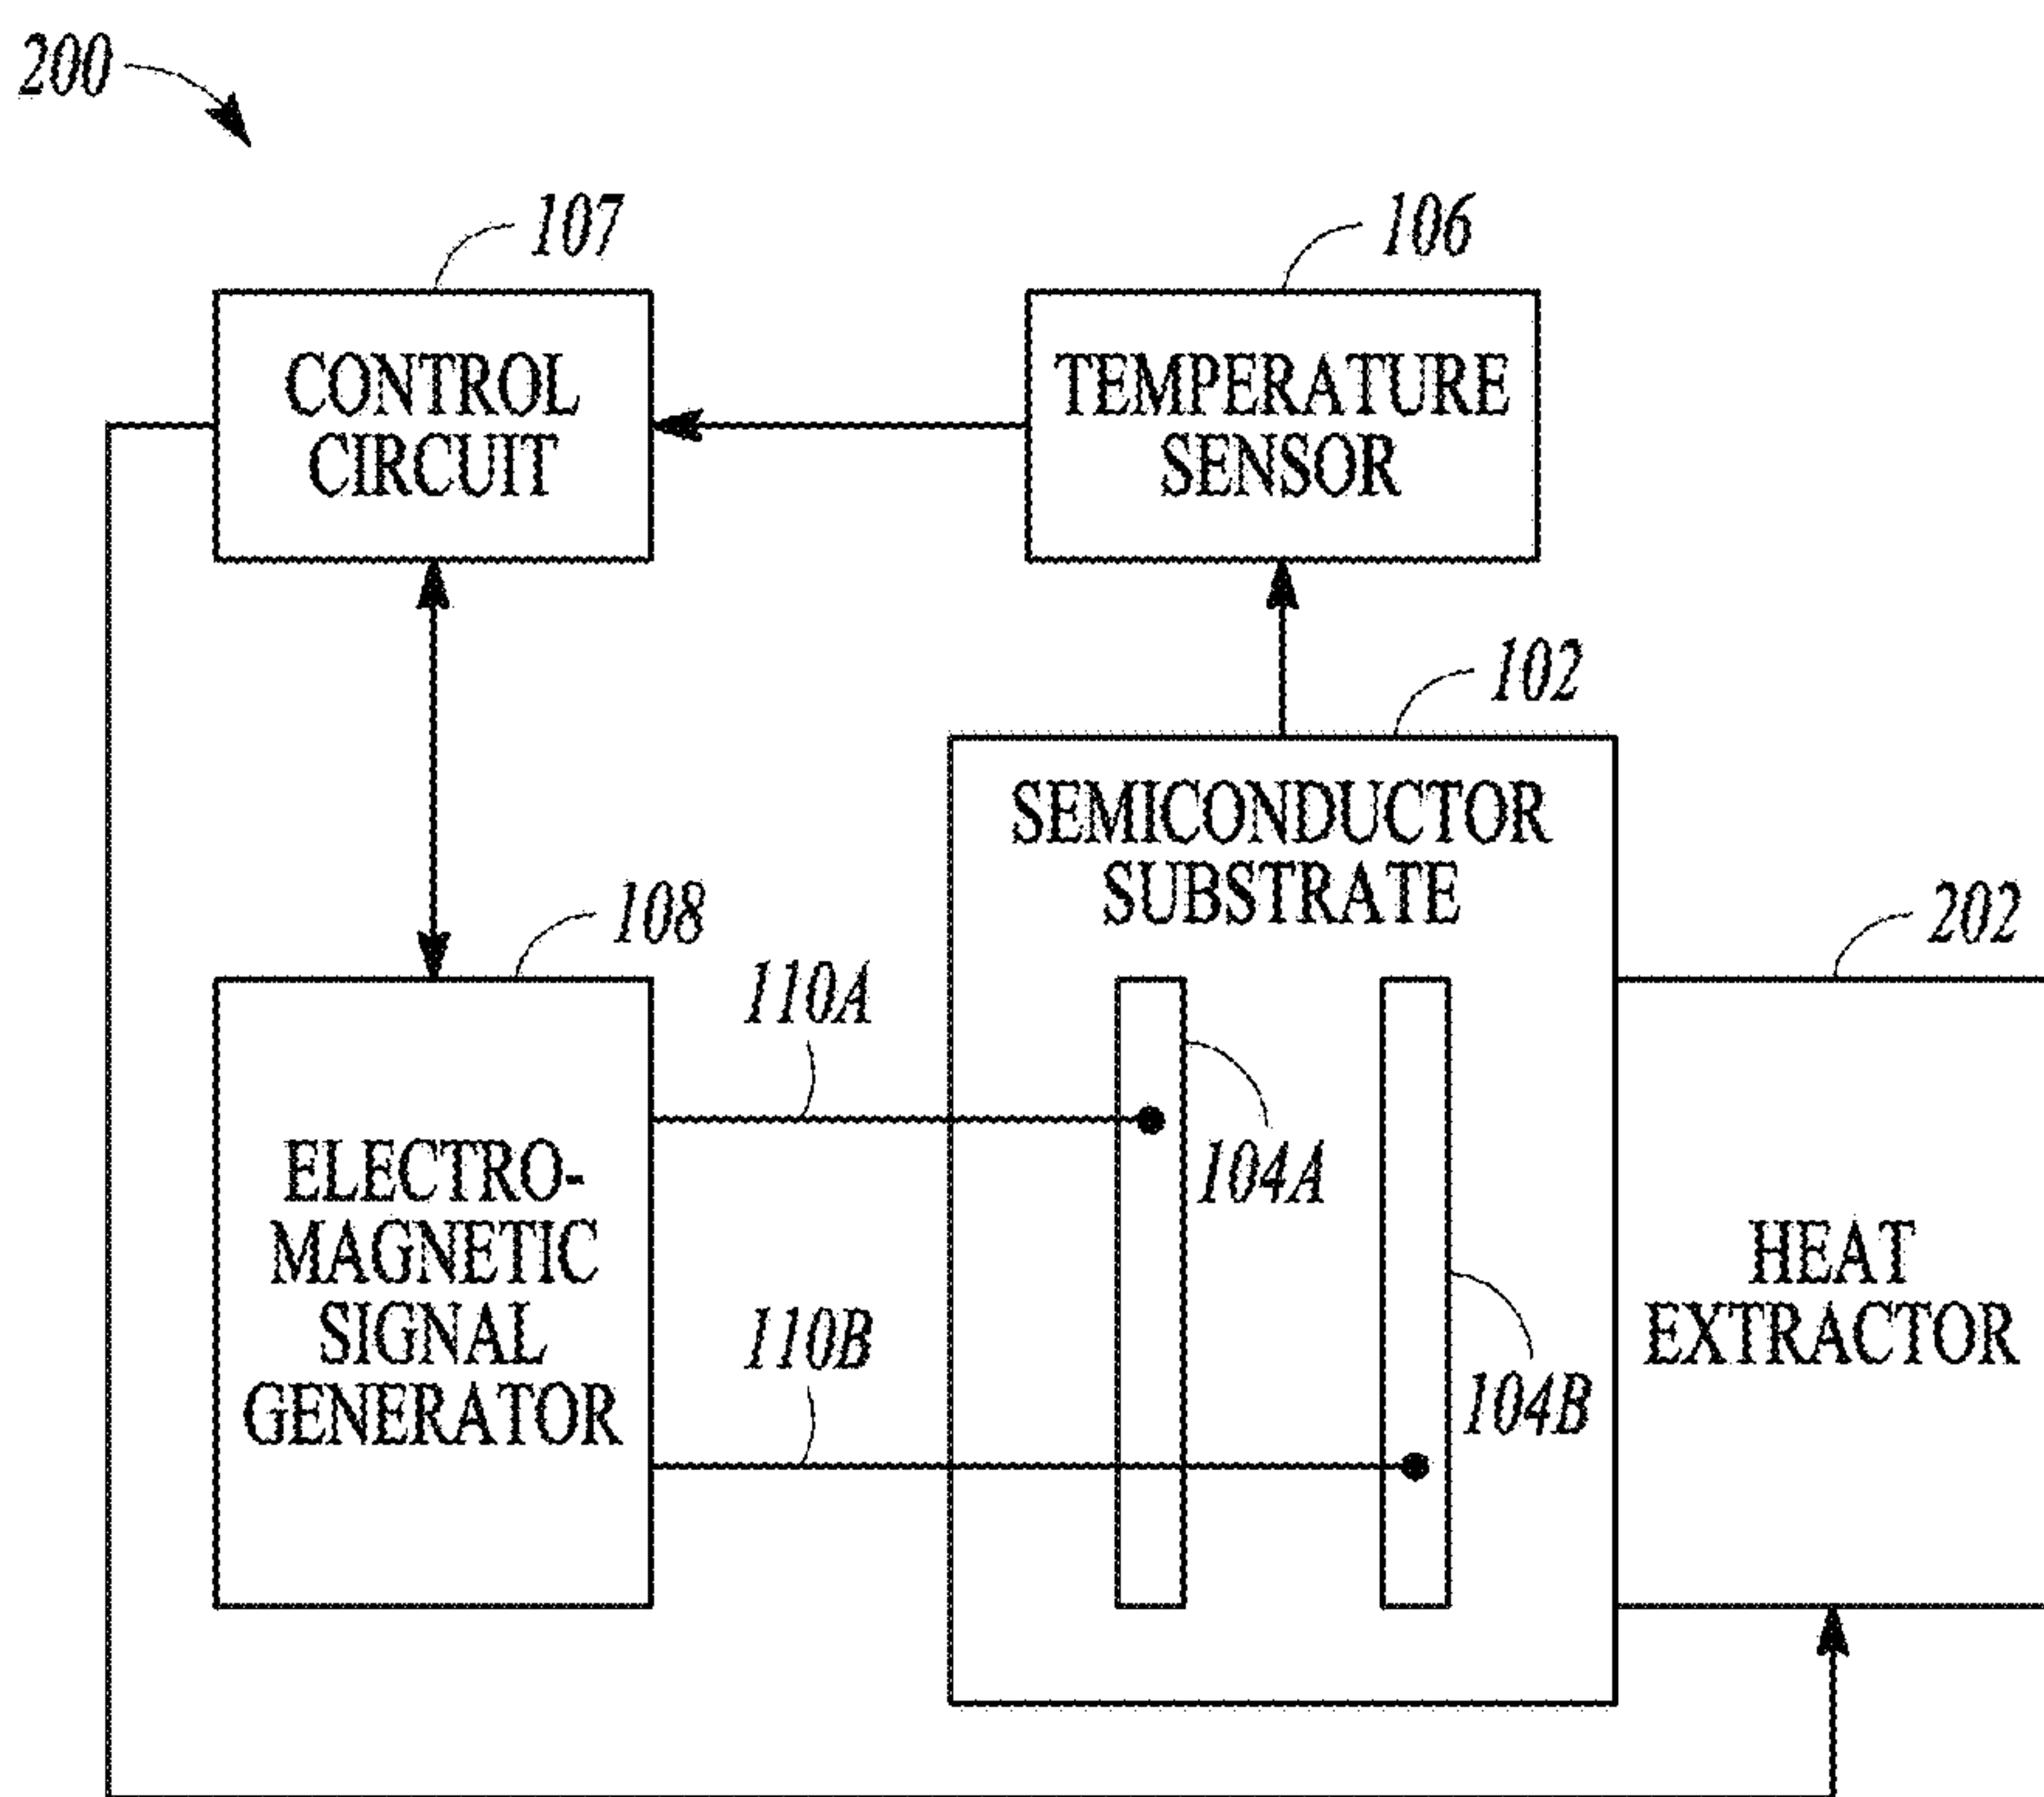 200
107
106
CONTROL
CIRCUIT
TEMPERATURE
SENSOR
102
SEMICONDUCTOR
SUBSTRATE
108
202
110A
104A
ELECTRO-
MAGNETIC
SIGNAL
GENERATOR
HEAT
EXTRACTOR
110B
104B